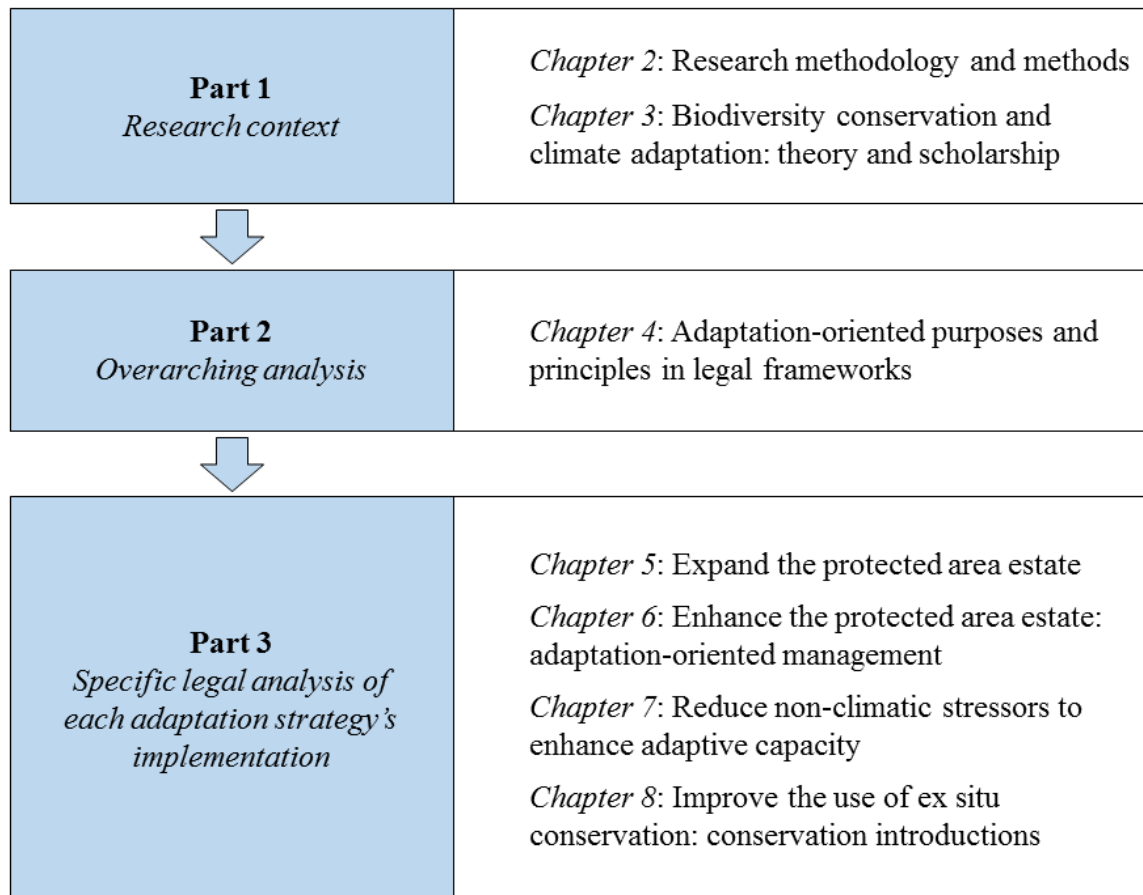 Part 1
Research context
Chapter 2: Research methodology and methods
Chapter 3: Biodiversity conservation and
climate adaptation: theory and scholarship
Part 2
Overarching analysis
Chapter 4: Adaptation-oriented purposes and
principles in legal frameworks
Part 3
Specific legal analysis of
each adaptation strategy's
implementation
Chapter 5: Expand the protected area estate
Chapter 6: Enhance the protected area estate:
adaptation-oriented management
Chapter 7: Reduce non-climatic stressors to
enhance adaptive capacity
Chapter 8: Improve the use of ex situ
conservation: conservation introductions